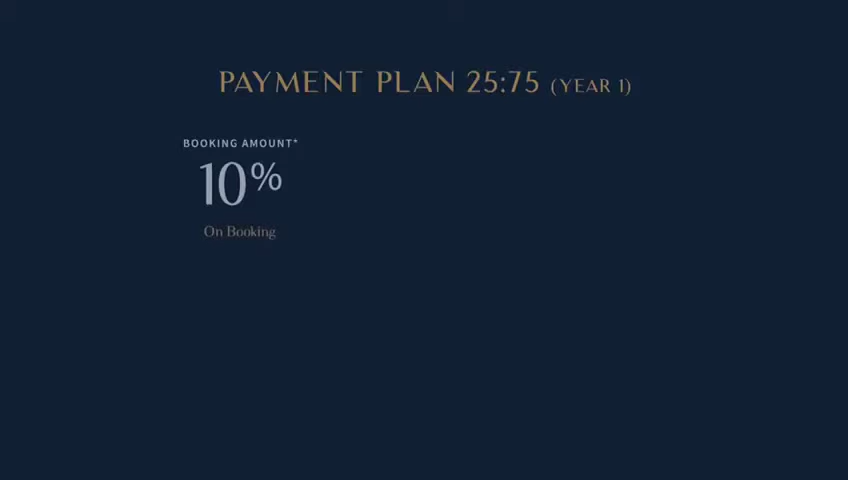 PAYMENT PLAN 25:75 (YEAR 1)
BOOKING AMOUNT*
10%
On Booking